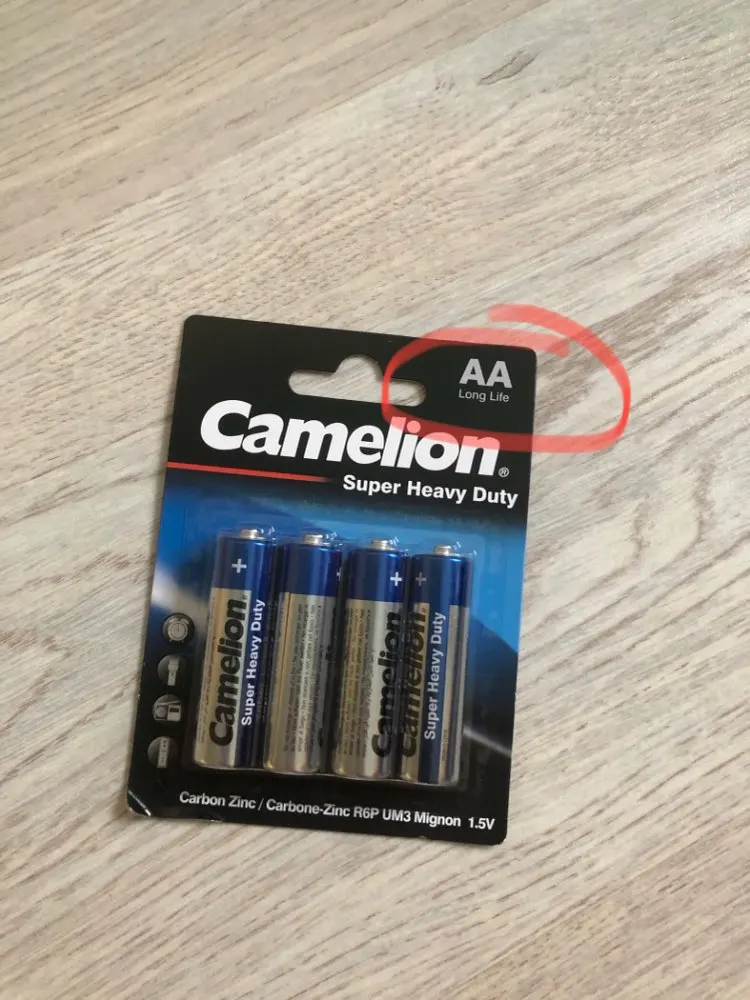 AA
Long Life
Camelion®
Super Heavy Duty
+
+
+
Camelion
Super Heavy Duty
Camelion
Camelion
Super Heavy Duty
Carbon Zinc / Carbone-Zinc R6P UM3 Mignon 1.5V